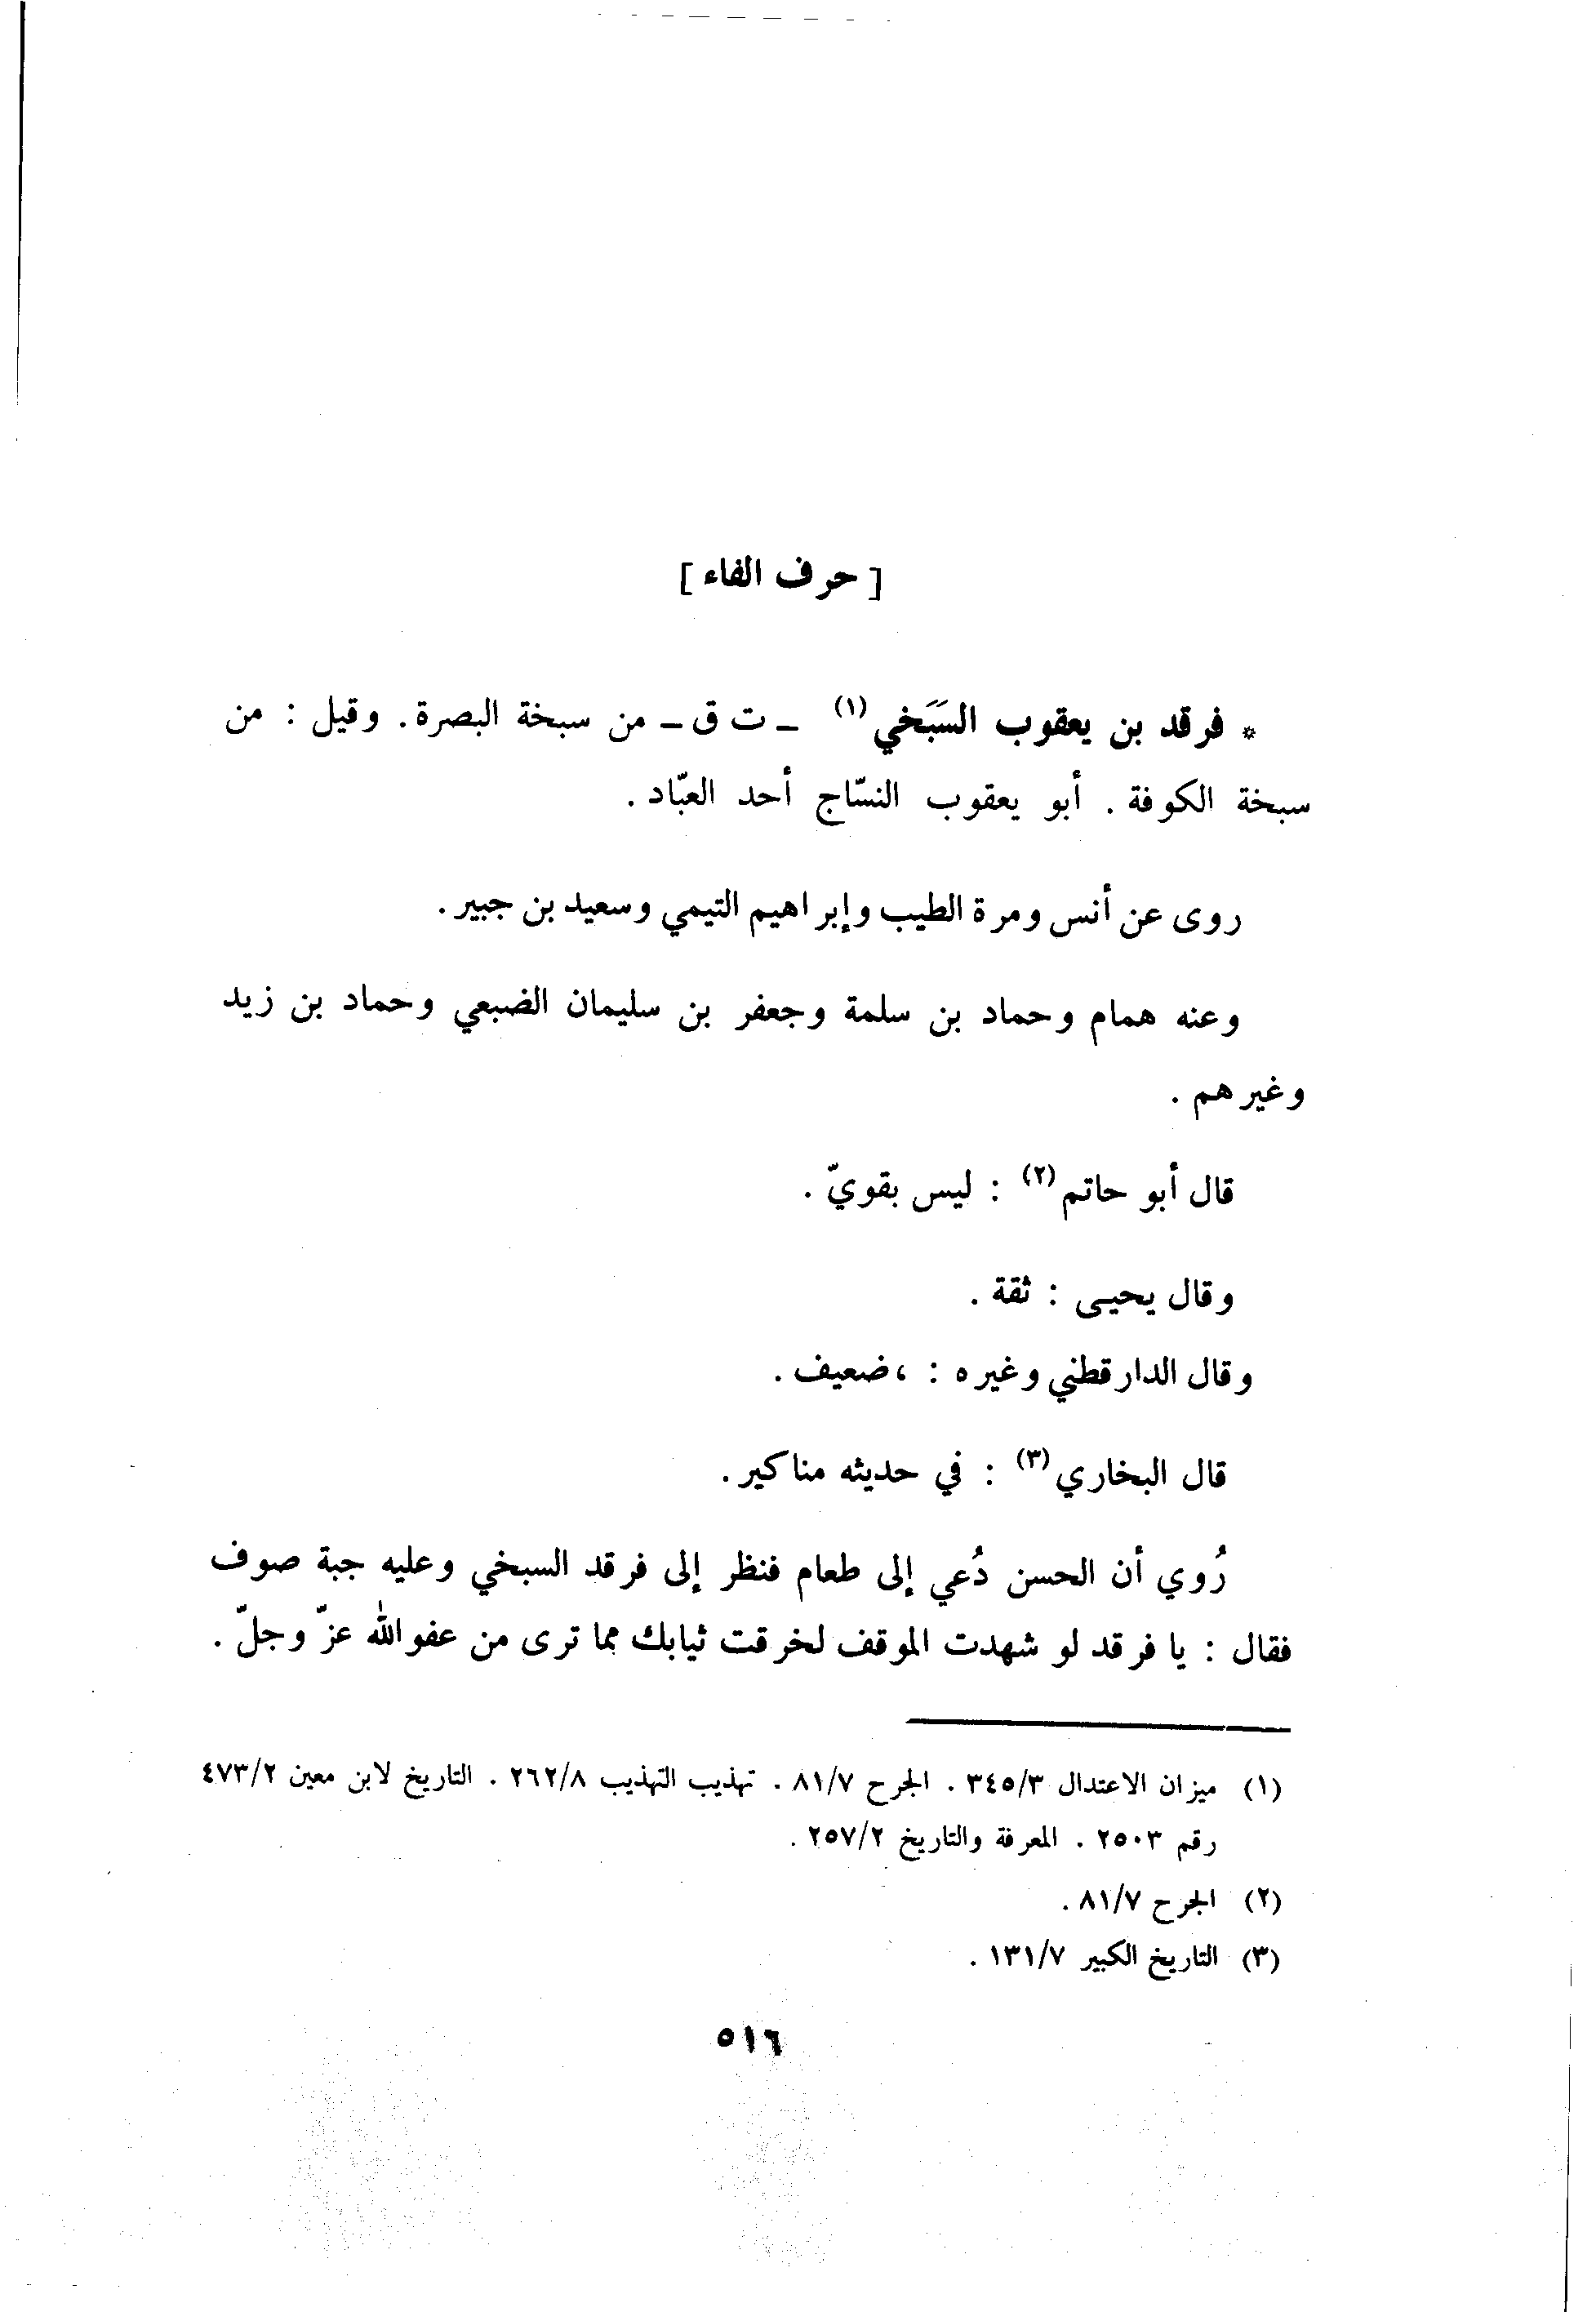 [ حرف الفاء ]
* فرقد بن يعقوب السَبَخي (١) ـ ت ق ـ من سبخة البصرة. وقيل : من
سبخة الكوفة . أبو يعقوب النسّاج أحد العبّاد .
روى عن أنس ومرة الطيب وإبراهيم التيمي وسعيد بن جبير .
وعنه همام وحماد بن سلمة وجعفر بن سليمان الضبعي وحماد بن زيد
وغيرهم .
قال أبو حاتم (٢) : ليس بقويّ .
وقال يحيـى : ثقة .
وقال الدارقطني وغيره : ، ضعيف .
قال البخاري (٣) : في حديثه مناكير .
رُوي أن الحسن دُعي إلى طعام فنظر إلى فرقد السبخي وعليه جبة صوف
فقال : يا فرقد لو شهدت الموقف لخرقت ثيابك مما ترى من عفو الله عزّ وجلّ .
(١) ميزان الاعتدال ٣٤٥/٣ . الجرح ٨١/٧ . تهذيب التهذيب ٢٦٢/٨ . التاريخ لابن معين ٤٧٣/٢
رقم ٢٥٠٣ . المعرفة والتاريخ ٢٥٧/٢ .
(٢) الجرح ٨١/٧ .
(٣) التاريخ الكبير ١٣١/٧ .
٥١٦